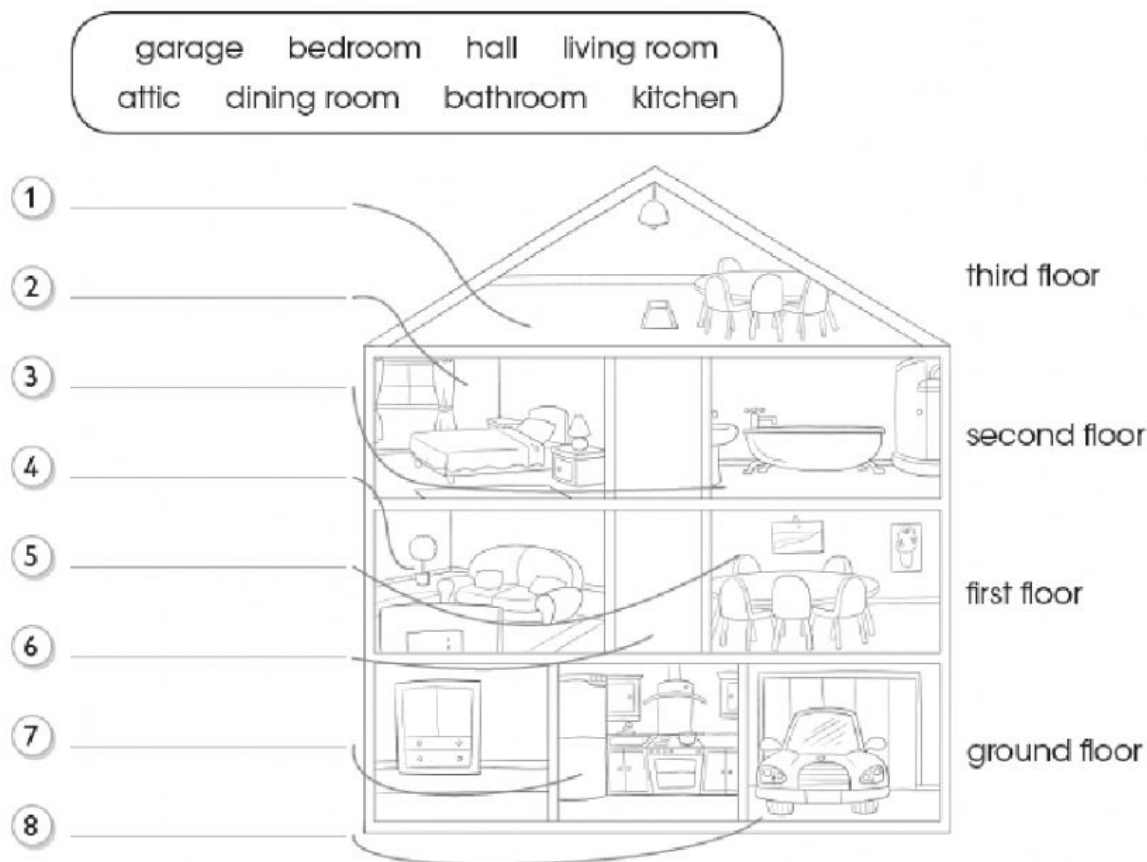 garage bedroom hall living room
attic dining room bathroom kitchen
1
2
third floor
3
second floor
4
5
first floor
6
7
ground floor
8